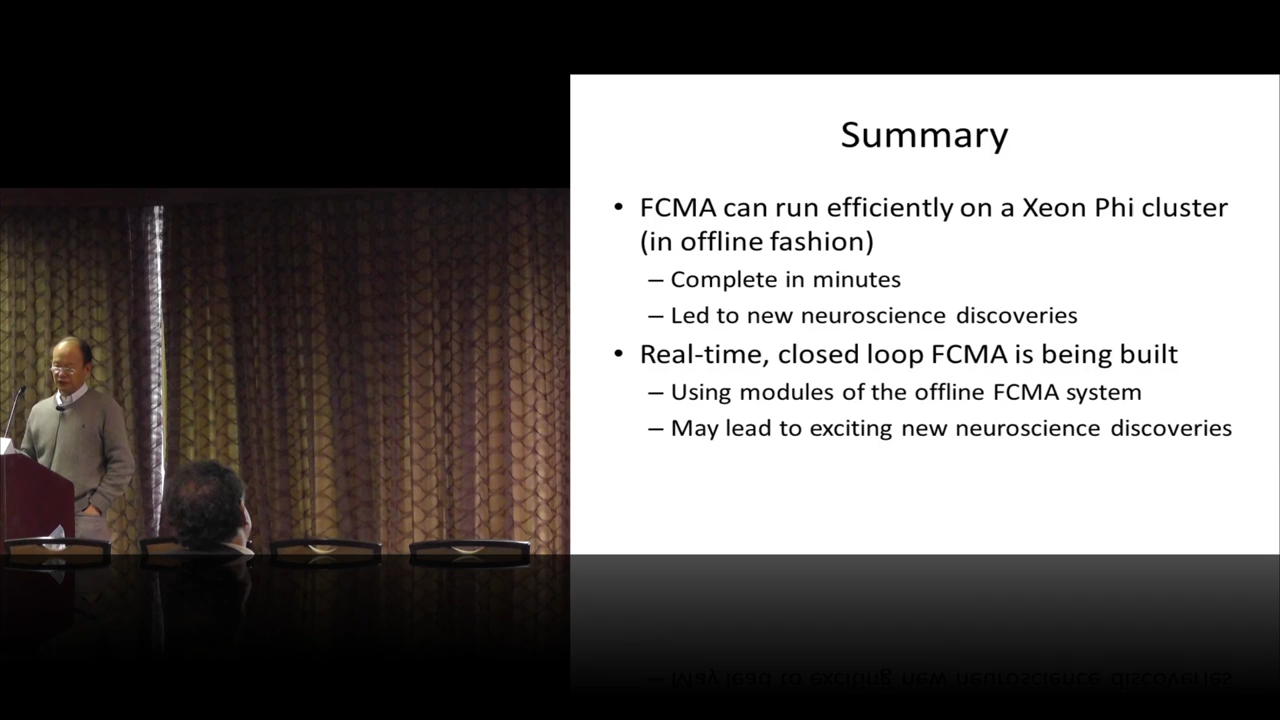 Summary
• FCMA can run efficiently on a Xeon Phi cluster
(in offline fashion)
– Complete in minutes
– Led to new neuroscience discoveries
• Real-time, closed loop FCMA is being built
– Using modules of the offline FCMA system
– May lead to exciting new neuroscience discoveries